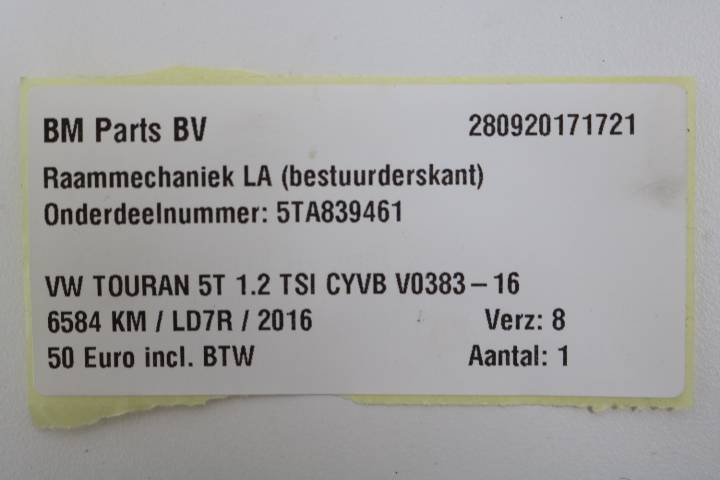 BM Parts BV 280920171721
Raammechaniek LA (bestuurderskant)
Onderdeelnummer: 5TA839461
VW TOURAN 5T 1.2 TSI CYVB V0383-16
6584 KM / LD7R / 2016 Verz: 8
50 Euro incl. BTW Aantal: 1